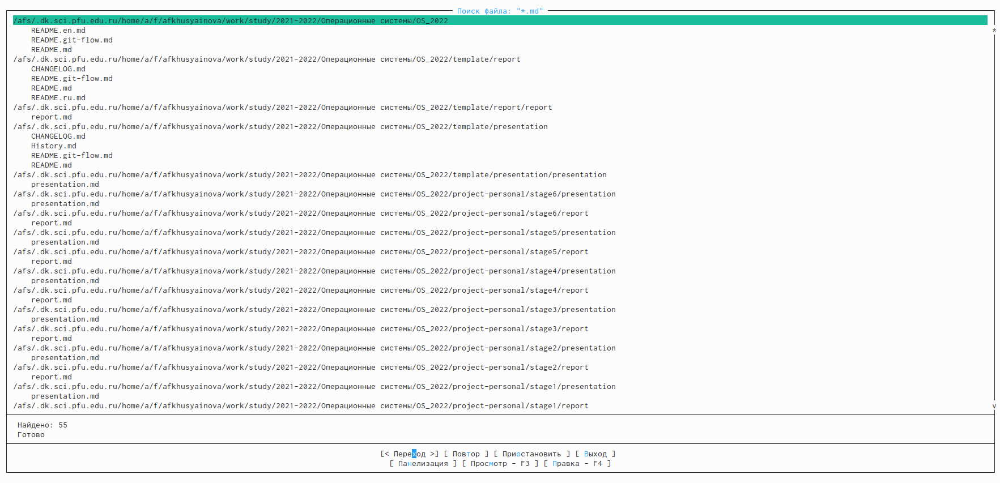 Поиск файла: "*.md"
/afs/.dk.sci.pfu.edu.ru/home/a/f/afkhusyainova/work/study/2021-2022/Операционные системы/OS_2022
README.en.md
*
README.git-flow.md
README.md
/afs/.dk.sci.pfu.edu.ru/home/a/f/afkhusyainova/work/study/2021-2022/Операционные системы/OS_2022/template/report
CHANGELOG.md
README.git-flow.md
README.md
README.ru.md
/afs/.dk.sci.pfu.edu.ru/home/a/f/afkhusyainova/work/study/2021-2022/Операционные системы/OS_2022/template/report/report
report.md
/afs/.dk.sci.pfu.edu.ru/home/a/f/afkhusyainova/work/study/2021-2022/Операционные системы/OS_2022/template/presentation
CHANGELOG.md
History.md
README.git-flow.md
README.md
/afs/.dk.sci.pfu.edu.ru/home/a/f/afkhusyainova/work/study/2021-2022/Операционные системы/OS_2022/template/presentation/presentation
presentation.md
/afs/.dk.sci.pfu.edu.ru/home/a/f/afkhusyainova/work/study/2021-2022/Операционные системы/OS_2022/project-personal/stage6/presentation
presentation.md
/afs/.dk.sci.pfu.edu.ru/home/a/f/afkhusyainova/work/study/2021-2022/Операционные системы/OS_2022/project-personal/stage6/report
report.md
/afs/.dk.sci.pfu.edu.ru/home/a/f/afkhusyainova/work/study/2021-2022/Операционные системы/OS_2022/project-personal/stage5/presentation
presentation.md
/afs/.dk.sci.pfu.edu.ru/home/a/f/afkhusyainova/work/study/2021-2022/Операционные системы/OS_2022/project-personal/stage5/report
report.md
/afs/.dk.sci.pfu.edu.ru/home/a/f/afkhusyainova/work/study/2021-2022/Операционные системы/OS_2022/project-personal/stage4/presentation
presentation.md
/afs/.dk.sci.pfu.edu.ru/home/a/f/afkhusyainova/work/study/2021-2022/Операционные системы/OS_2022/project-personal/stage4/report
report.md
/afs/.dk.sci.pfu.edu.ru/home/a/f/afkhusyainova/work/study/2021-2022/Операционные системы/OS_2022/project-personal/stage3/presentation
presentation.md
/afs/.dk.sci.pfu.edu.ru/home/a/f/afkhusyainova/work/study/2021-2022/Операционные системы/OS_2022/project-personal/stage3/report
report.md
/afs/.dk.sci.pfu.edu.ru/home/a/f/afkhusyainova/work/study/2021-2022/Операционные системы/OS_2022/project-personal/stage2/presentation
presentation.md
/afs/.dk.sci.pfu.edu.ru/home/a/f/afkhusyainova/work/study/2021-2022/Операционные системы/OS_2022/project-personal/stage2/report
report.md
/afs/.dk.sci.pfu.edu.ru/home/a/f/afkhusyainova/work/study/2021-2022/Операционные системы/OS_2022/project-personal/stage1/presentation
presentation.md
/afs/.dk.sci.pfu.edu.ru/home/a/f/afkhusyainova/work/study/2021-2022/Операционные системы/OS_2022/project-personal/stage1/report
v
Найдено: 55
Готово
[< Переход >] [ Повтор ] [ Приостановить ] [ Выход ]
[ Панелизация ] [ Просмотр - F3 ] [ Правка - F4 ]